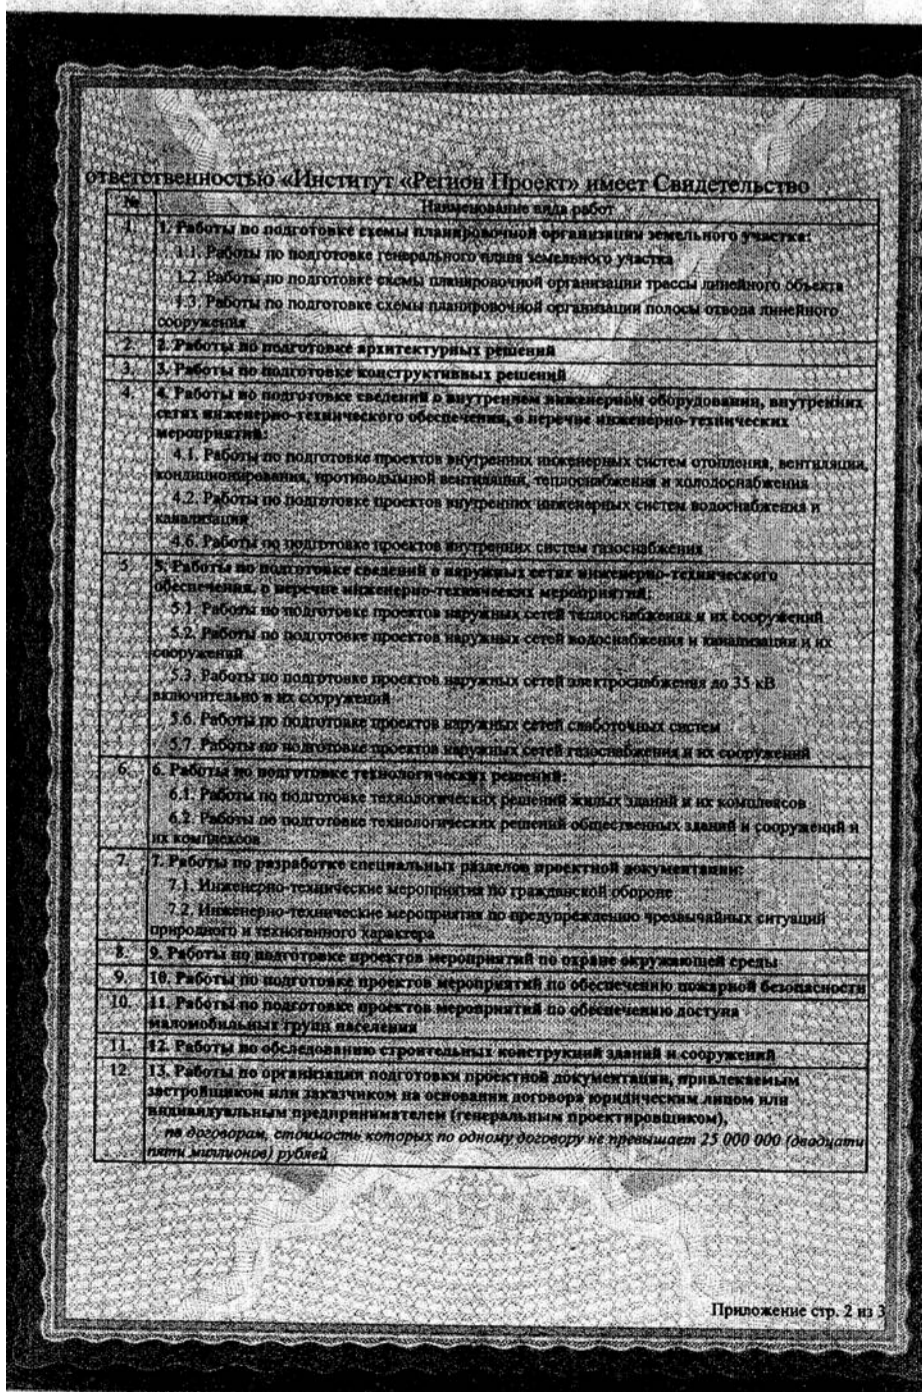 ответственностью «Институт «Регион Проект» имеет Свидетельство
№ Наименование вида работ
1. 1. Работы по подготовке схемы планировочной организации земельного участка:
1.1. Работы по подготовке генерального плана земельного участка
1.2. Работы по подготовке схемы планировочной организации трассы линейного объекта
1.3. Работы по подготовке схемы планировочной организации полосы отвода линейного
сооружения
2. 2. Работы по подготовке архитектурных решений
3. 3. Работы по подготовке конструктивных решений
4. 4. Работы по подготовке сведений о внутреннем инженерном оборудовании, внутренних
сетях инженерно-технического обеспечения, о перечне инженерно-технических
мероприятий:
4.1. Работы по подготовке проектов внутренних инженерных систем отопления, вентиляции,
кондиционирования, противодымной вентиляции, теплоснабжения и холодоснабжения
4.2. Работы по подготовке проектов внутренних инженерных систем водоснабжения и
канализации
4.6. Работы по подготовке проектов внутренних систем газоснабжения
5. 5. Работы по подготовке сведений о наружных сетях инженерно-технического
обеспечения, о перечне инженерно-технических мероприятий:
5.1. Работы по подготовке проектов наружных сетей теплоснабжения и их сооружений
5.2. Работы по подготовке проектов наружных сетей водоснабжения и канализации и их
сооружений
5.3. Работы по подготовке проектов наружных сетей электроснабжения до 35 кВ
включительно и их сооружений
5.6. Работы по подготовке проектов наружных сетей слаботочных систем
5.7. Работы по подготовке проектов наружных сетей газоснабжения и их сооружений
6. 6. Работы по подготовке технологических решений:
6.1. Работы по подготовке технологических решений жилых зданий и их комплексов
6.2. Работы по подготовке технологических решений общественных зданий и сооружений и
их комплексов
7. 7. Работы по разработке специальных разделов проектной документации:
7.1. Инженерно-технические мероприятия по гражданской обороне
7.2. Инженерно-технические мероприятия по предупреждению чрезвычайных ситуаций
природного и техногенного характера
8. 9. Работы по подготовке проектов мероприятий по охране окружающей среды
9. 10. Работы по подготовке проектов мероприятий по обеспечению пожарной безопасности
10. 11. Работы по подготовке проектов мероприятий по обеспечению доступа
маломобильных групп населения
11. 12. Работы по обследованию строительных конструкций зданий и сооружений
12. 13. Работы по организации подготовки проектной документации, привлекаемым
застройщиком или заказчиком на основании договора юридическим лицом или
индивидуальным предпринимателем (генеральным проектировщиком),
по договорам, стоимость которых по одному договору не превышает 25 000 000 (двадцати
пяти миллионов) рублей
Приложение стр. 2 из 3